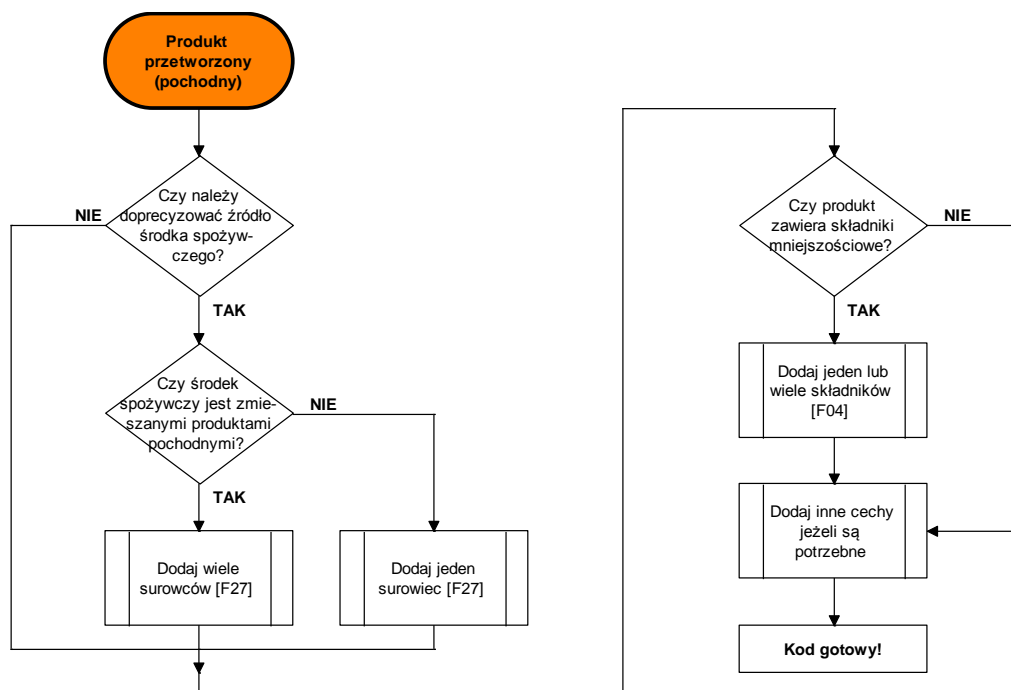 Produkt
przetworzony
(pochodny)
Czy należy
doprecyzować źródło
środka spożyw-
czego?
NIE
TAK
Czy środek
spożywczy jest zmie-
szanymi produktami
pochodnymi?
NIE
TAK
Dodaj wiele
surowców [F27]
Dodaj jeden
surowiec [F27]
Czy produkt
zawiera składniki
mniejszościowe?
NIE
TAK
Dodaj jeden lub
wiele składników
[F04]
Dodaj inne cechy
jeżeli są
potrzebne
Kod gotowy!